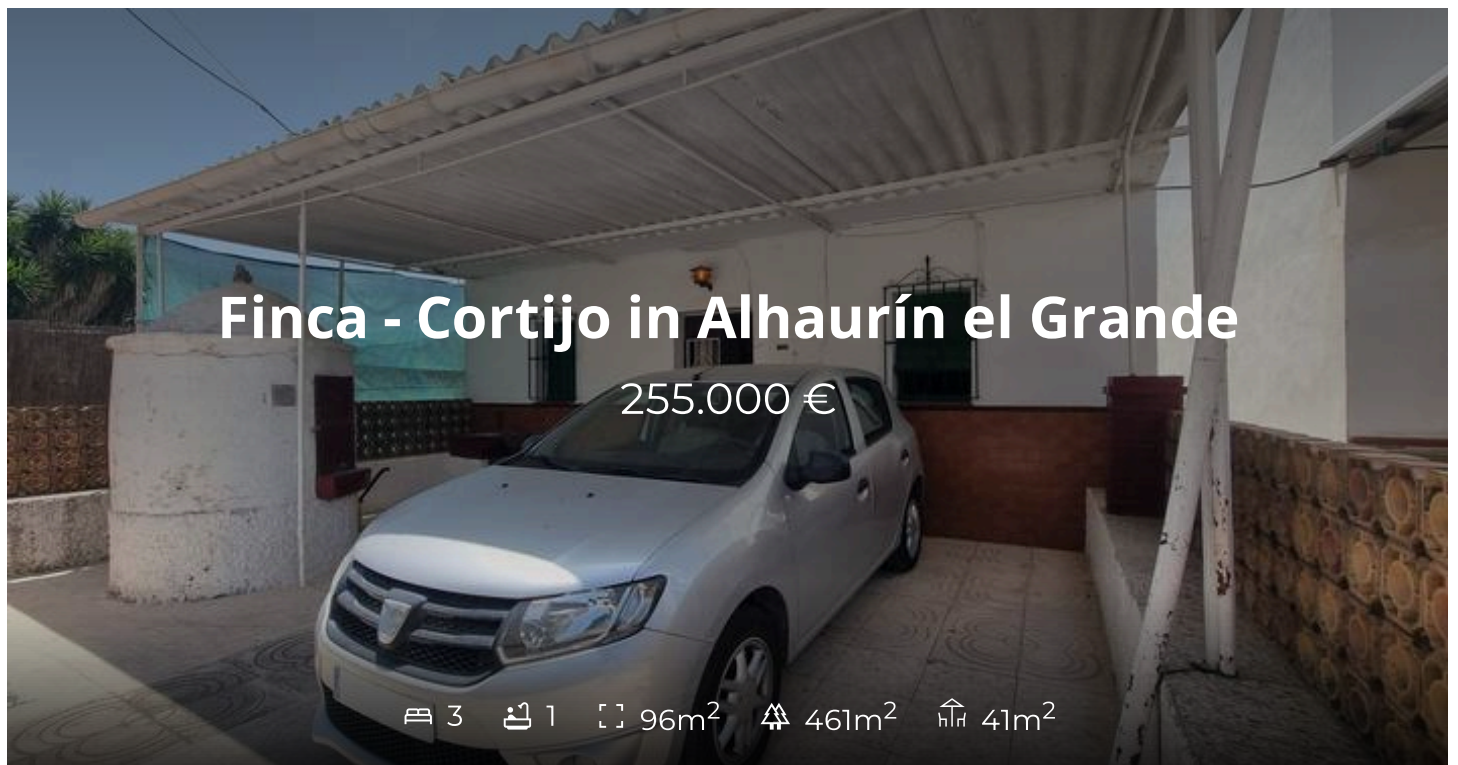 Finca - Cortijo in Alhaurín el Grande
255.000 €
3 1 96m² 461m² 41m²